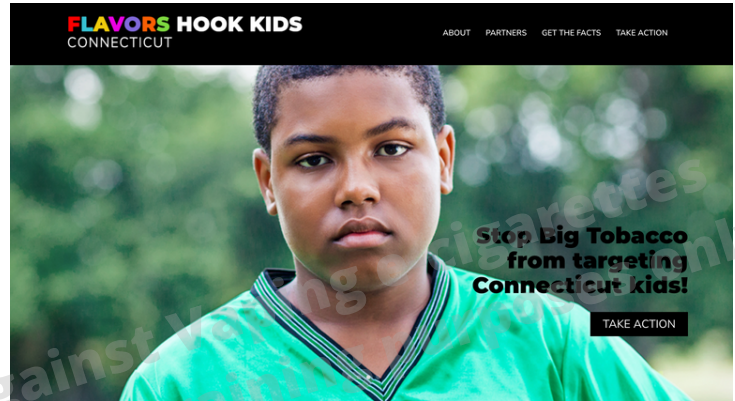 FLAVORS HOOK KIDS
CONNECTICUT
ABOUT PARTNERS GET THE FACTS TAKE ACTION
Stop Big Tobacco
from targeting
Connecticut kids!
TAKE ACTION